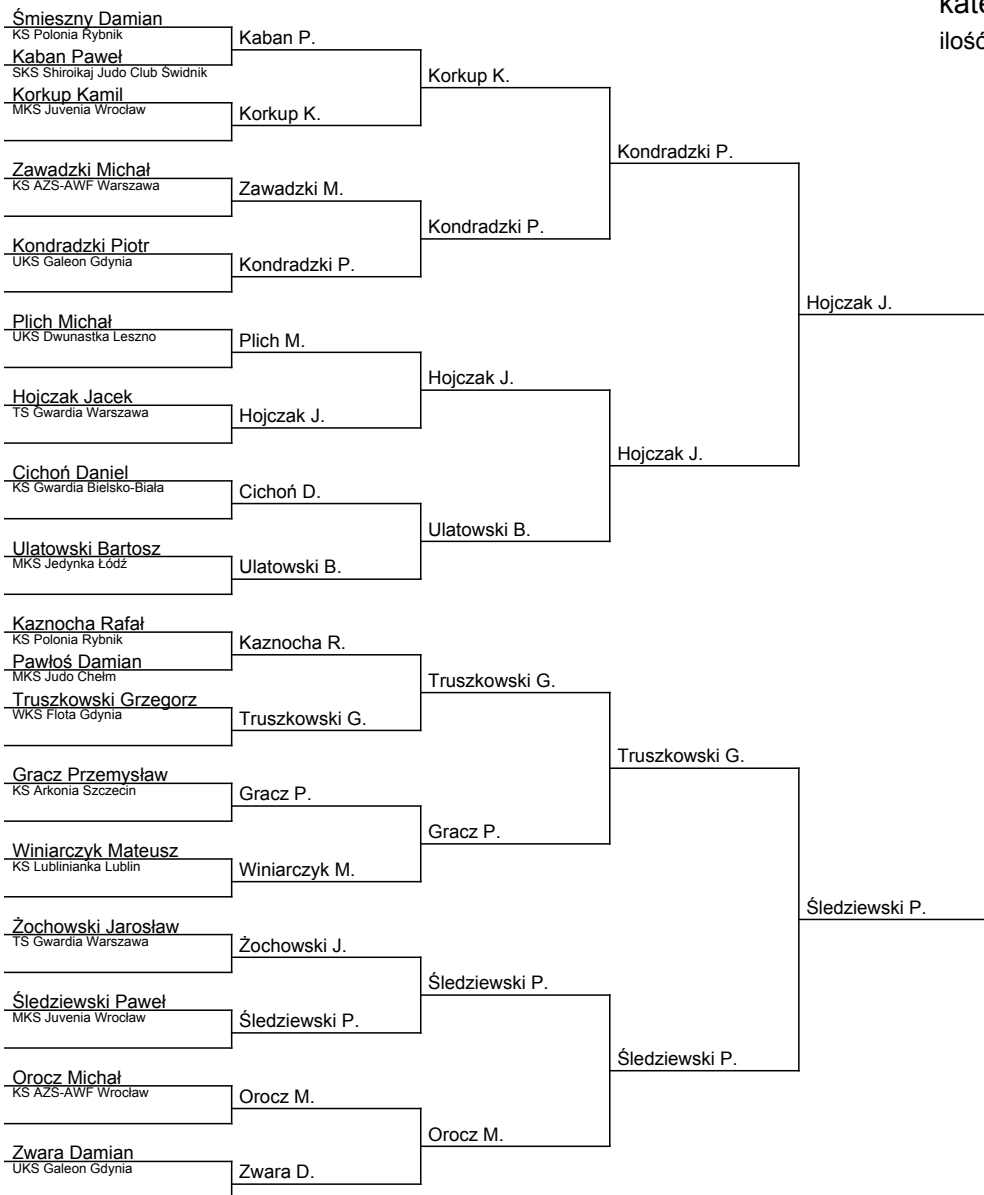 kate
ilość
Śmieszny Damian
KS Polonia Rybnik
Kaban Paweł
SKS Shiroikaj Judo Club Świdnik
Korkup Kamil
MKS Juvenia Wrocław
Zawadzki Michał
KS AZS-AWF Warszawa
Kondradzki Piotr
UKS Galeon Gdynia
Plich Michał
UKS Dwunastka Leszno
Hojczak Jacek
TS Gwardia Warszawa
Cichoń Daniel
KS Gwardia Bielsko-Biała
Ulatowski Bartosz
MKS Jedynka Łódź
Kaznocha Rafał
KS Polonia Rybnik
Pawłoś Damian
MKS Judo Chełm
Truszkowski Grzegorz
WKS Flota Gdynia
Gracz Przemysław
KS Arkonia Szczecin
Winiarczyk Mateusz
KS Lublinianka Lublin
Żochowski Jarosław
TS Gwardia Warszawa
Śledziewski Paweł
MKS Juvenia Wrocław
Orocz Michał
KS AZS-AWF Wrocław
Zwara Damian
UKS Galeon Gdynia
Kaban P.
Korkup K.
Zawadzki M.
Kondradzki P.
Plich M.
Hojczak J.
Cichoń D.
Ulatowski B.
Kaznocha R.
Truszkowski G.
Gracz P.
Winiarczyk M.
Żochowski J.
Śledziewski P.
Orocz M.
Zwara D.
Korkup K.
Kondradzki P.
Hojczak J.
Ulatowski B.
Truszkowski G.
Gracz P.
Śledziewski P.
Orocz M.
Kondradzki P.
Hojczak J.
Truszkowski G.
Śledziewski P.
Hojczak J.
Śledziewski P.